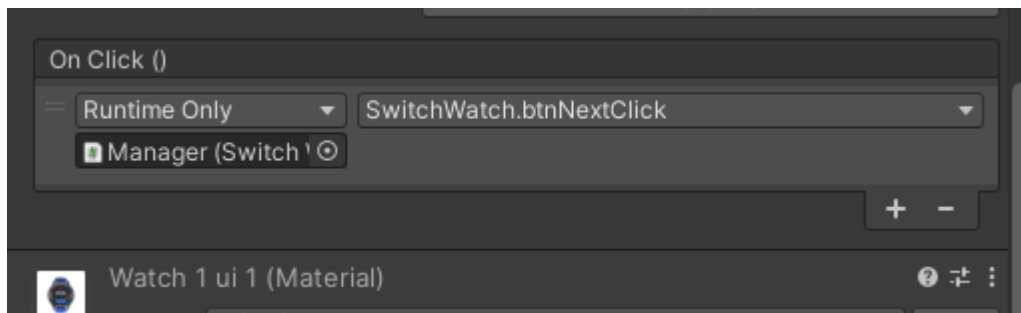 On Click ()
Runtime Only SwitchWatch.btnNextClick
Manager (Switch
+ -
Watch 1 ui 1 (Material)